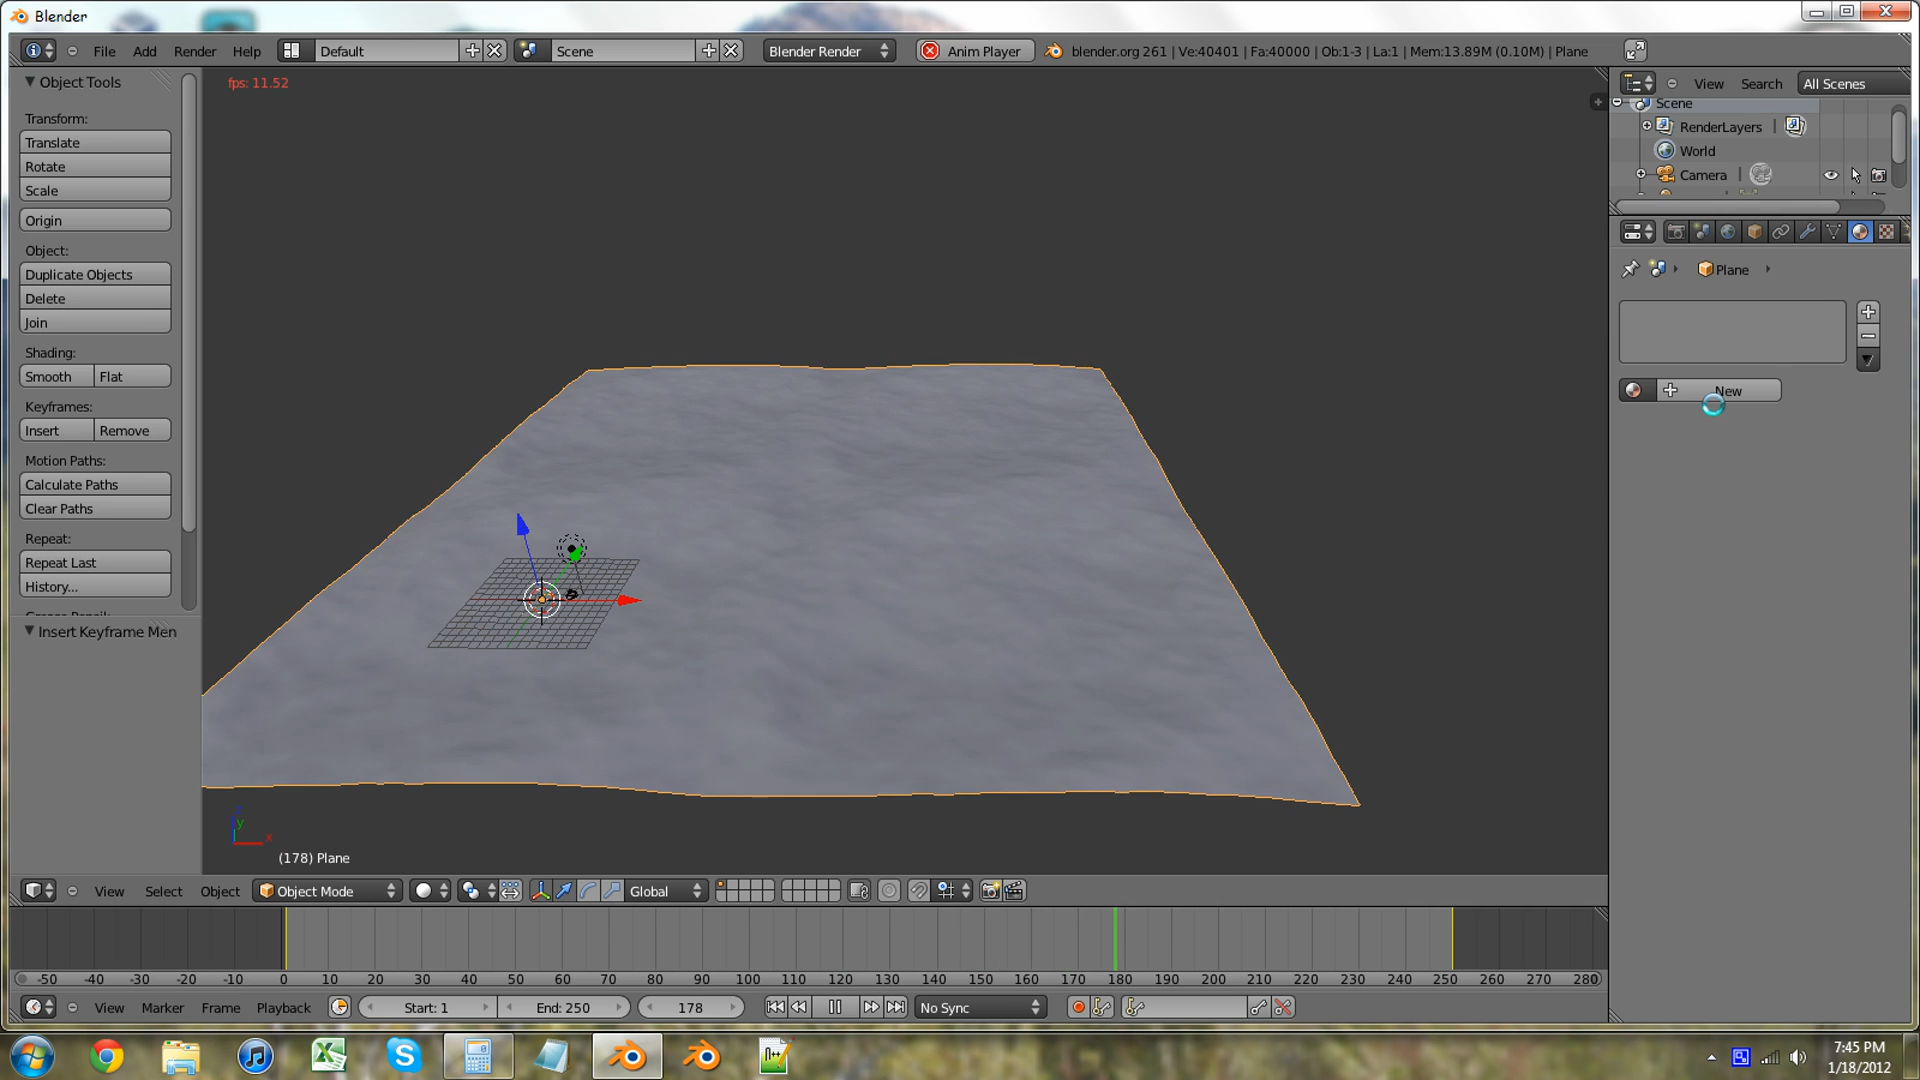 Blender
File Add Render Help Default Scene Blender Render Anim Player blender.org 261 | Ve:40401 | Fa:40000 | Ob:1-3 | La:1 | Mem:13.89M (0.10M) | Plane
Object Tools
fps: 11.52
Transform:
Translate
Rotate
Scale
Origin
Object:
Duplicate Objects
Delete
Join
Shading:
Smooth Flat
Keyframes:
Insert Remove
Motion Paths:
Calculate Paths
Clear Paths
Repeat:
Repeat Last
History...
Insert Keyframe Men
y
x
(178) Plane
View Search All Scenes
Scene
RenderLayers
World
Camera
Plane
New
View Select Object Object Mode Global
-50 -40 -30 -20 -10 0 10 20 30 40 50 60 70 80 90 100 110 120 130 140 150 160 170 180 190 200 210 220 230 240 250 260 270 280
View Marker Frame Playback Start: 1 End: 250 178 No Sync
7:45 PM
1/18/2012